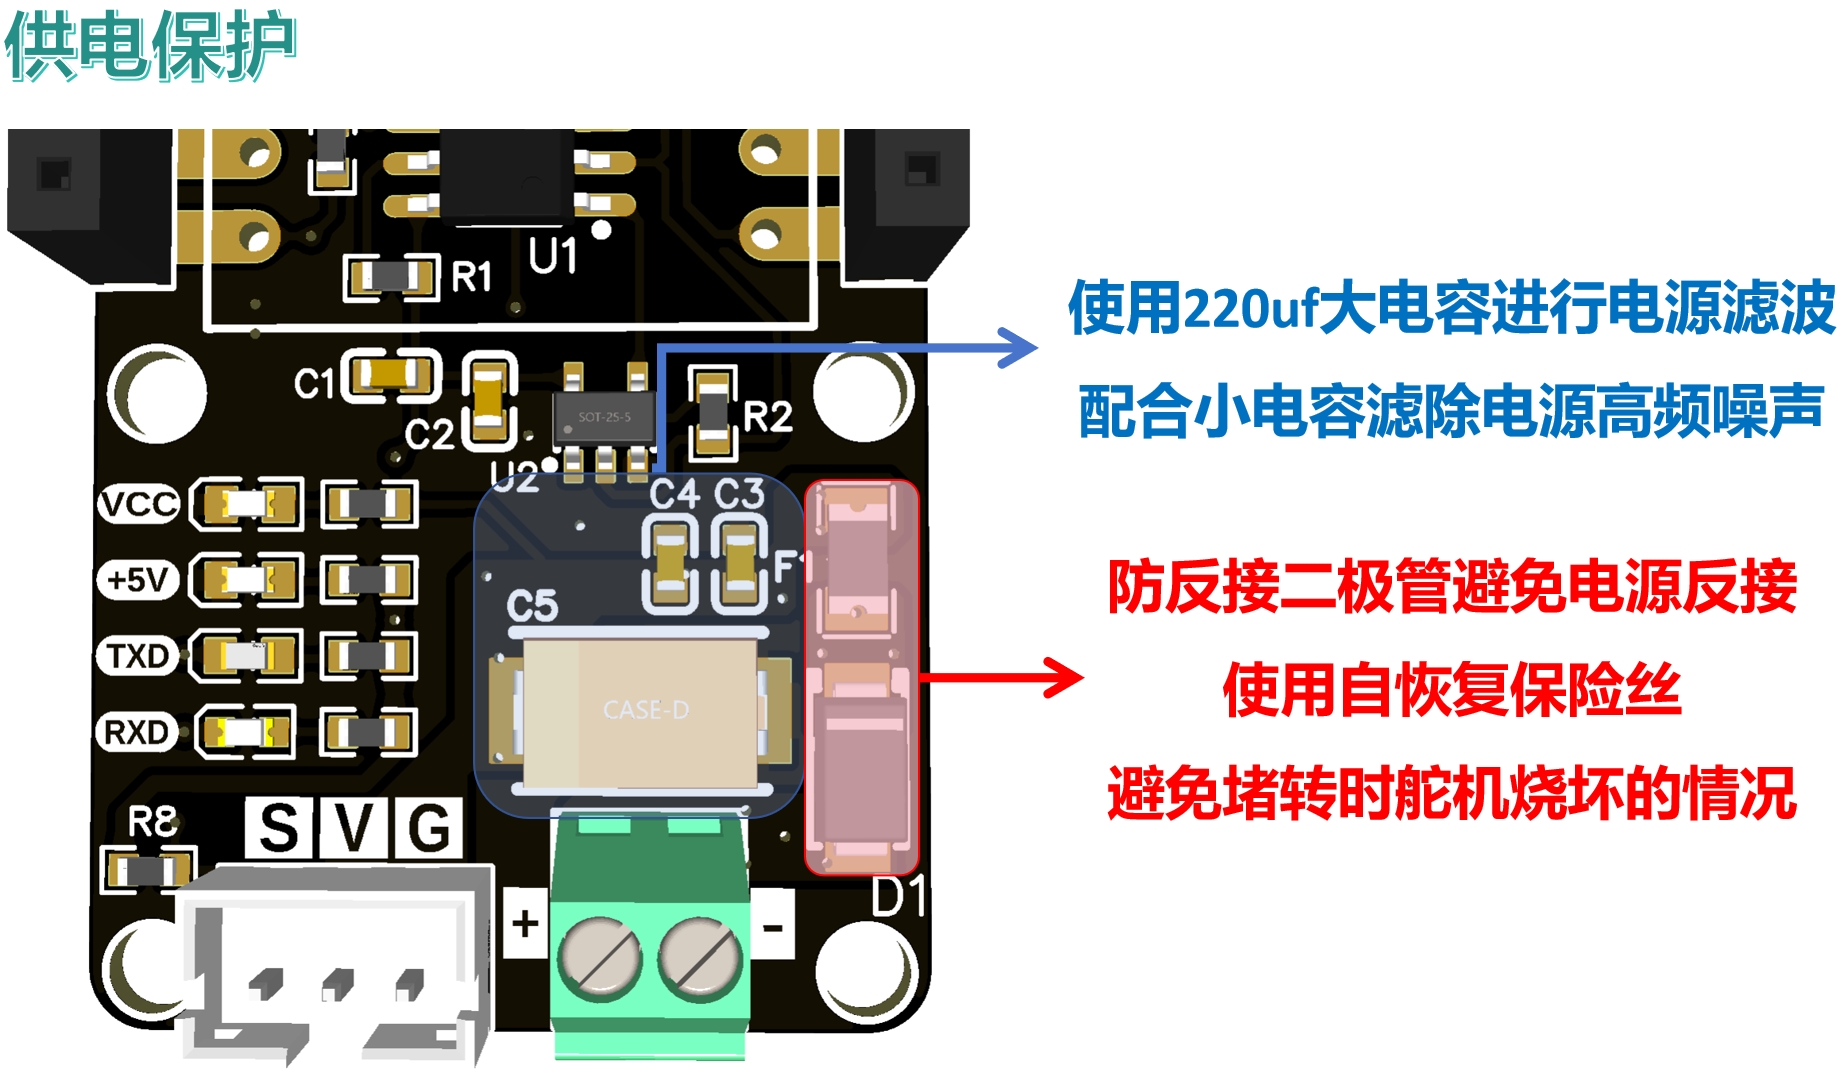 供电保护
U1
R1
使用220uf大电容进行电源滤波
配合小电容滤除电源高频噪声
C1
C2
SOT-25-5
R2
U2
VCC
C4 C3
+5V
F1
防反接二极管避免电源反接
使用自恢复保险丝
避免堵转时舵机烧坏的情况
C5
TXD
CASE-D
RXD
R8
S V G
D1
+
-